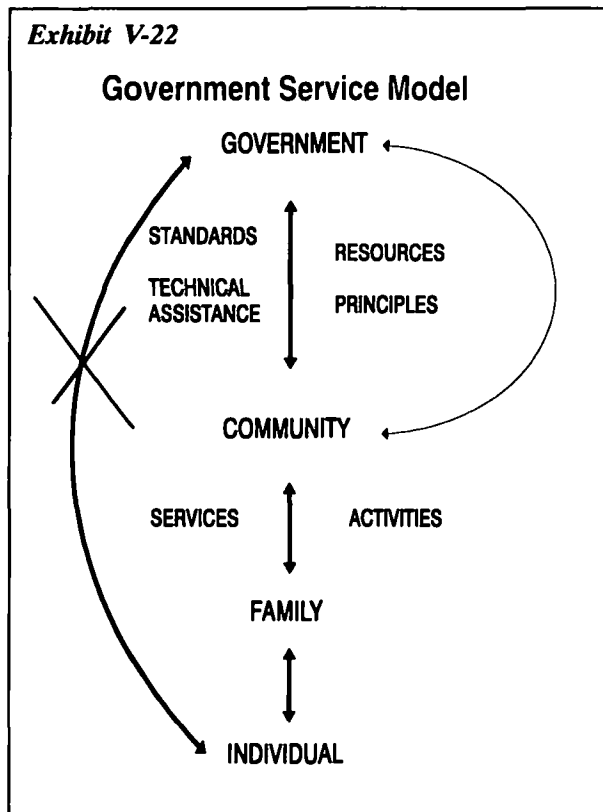 Exhibit V-22
Government Service Model
GOVERNMENT
STANDARDS
RESOURCES
TECHNICAL
ASSISTANCE
PRINCIPLES
COMMUNITY
SERVICES
ACTIVITIES
FAMILY
INDIVIDUAL